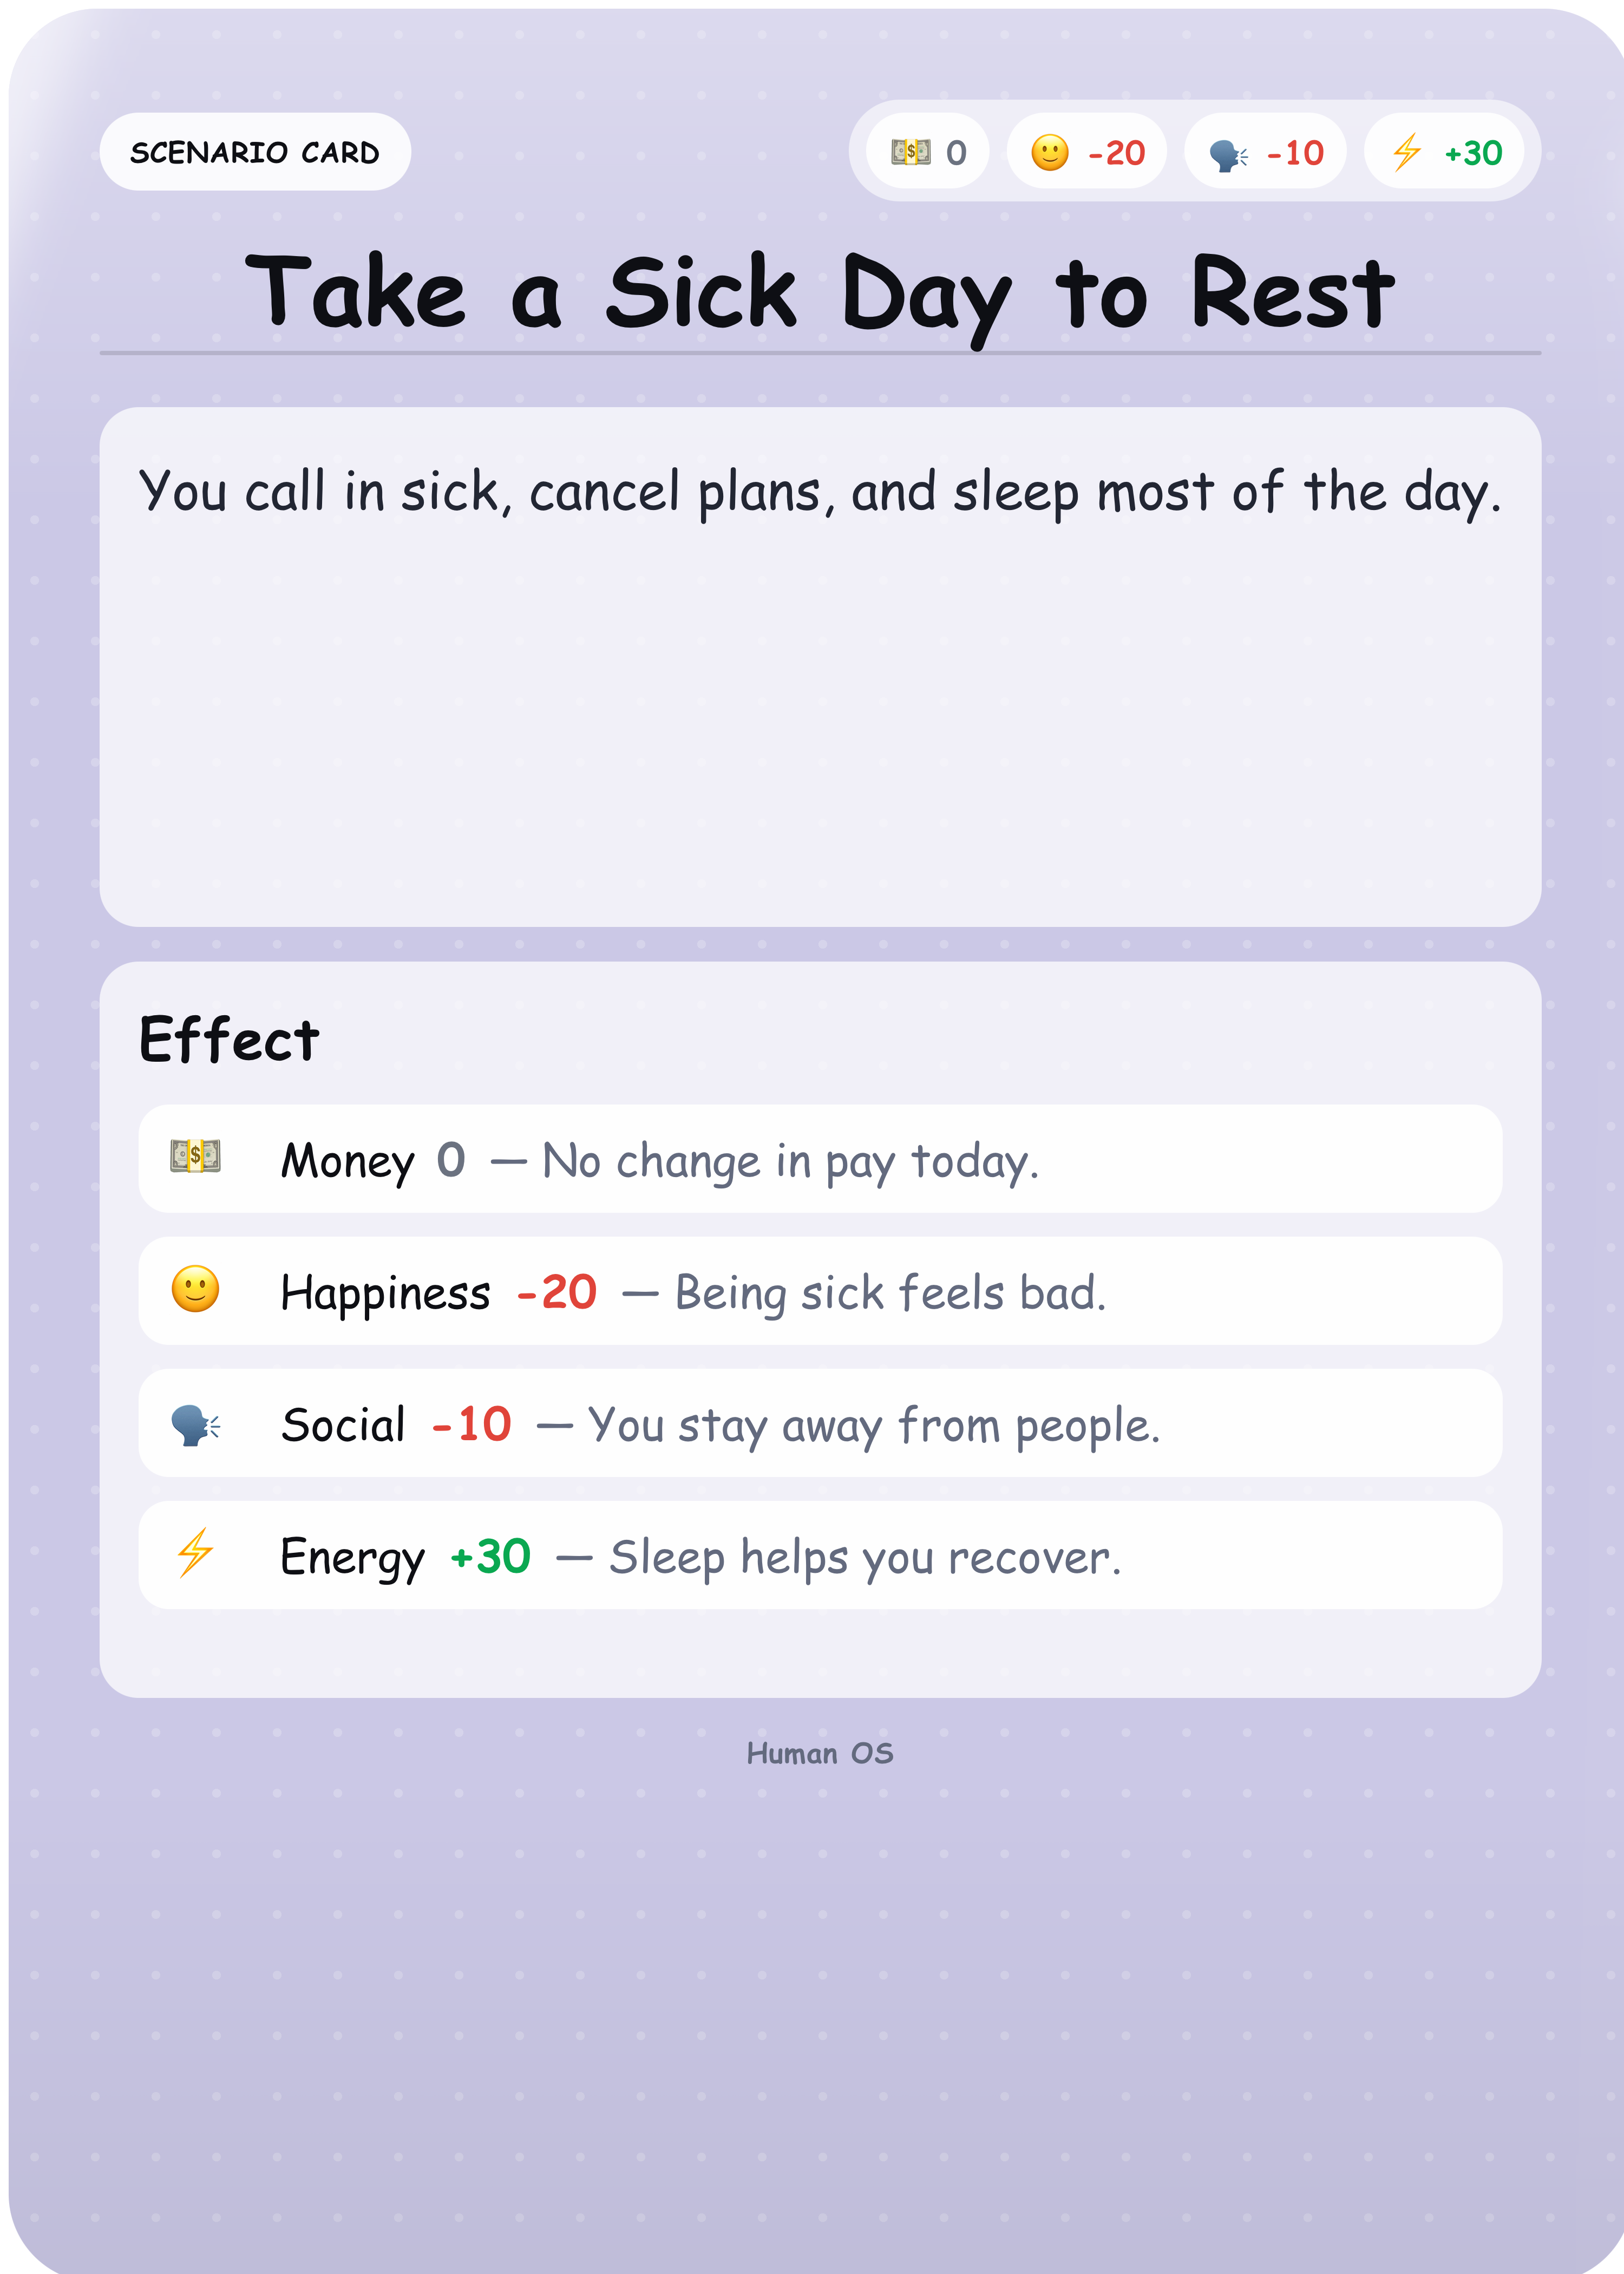 SCENARIO CARD
0 -20 -10 +30
Take a Sick Day to Rest
You call in sick, cancel plans, and sleep most of the day.
Effect
Money 0 — No change in pay today.
Happiness -20 — Being sick feels bad.
Social -10 — You stay away from people.
Energy +30 — Sleep helps you recover.
Human OS